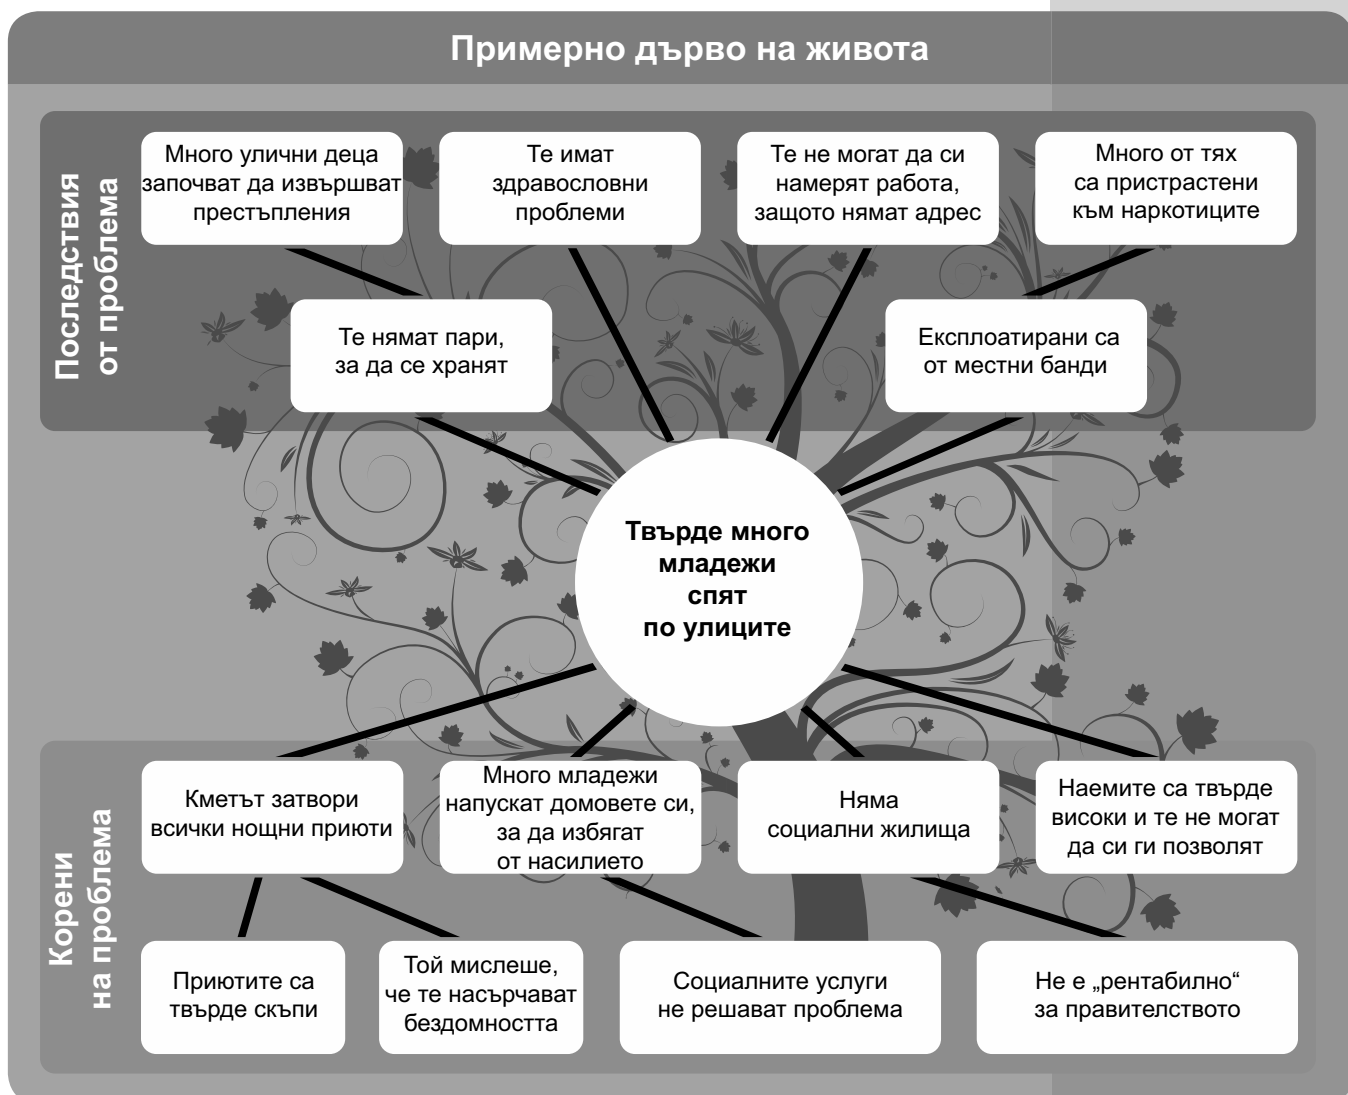 Примерно дърво на живота
Последствия
от проблема
Много улични деца
започват да извършват
престъпления
Те имат
здравословни
проблеми
Те не могат да си
намерят работа,
защото нямат адрес
Много от тях
са пристрастени
към наркотиците
Те нямат пари,
за да се хранят
Експлоатирани са
от местни банди
Твърде много
младежи
спят
по улиците
Корени
на проблема
Кметът затвори
всички нощни приюти
Много младежи
напускат домовете си,
за да избягат
от насилието
Няма
социални жилища
Наемите са твърде
високи и те не могат
да си ги позволят
Приютите са
твърде скъпи
Той мислеше,
че те насърчават
бездомността
Социалните услуги
не решават проблема
Не е „рентабилно“
за правителството